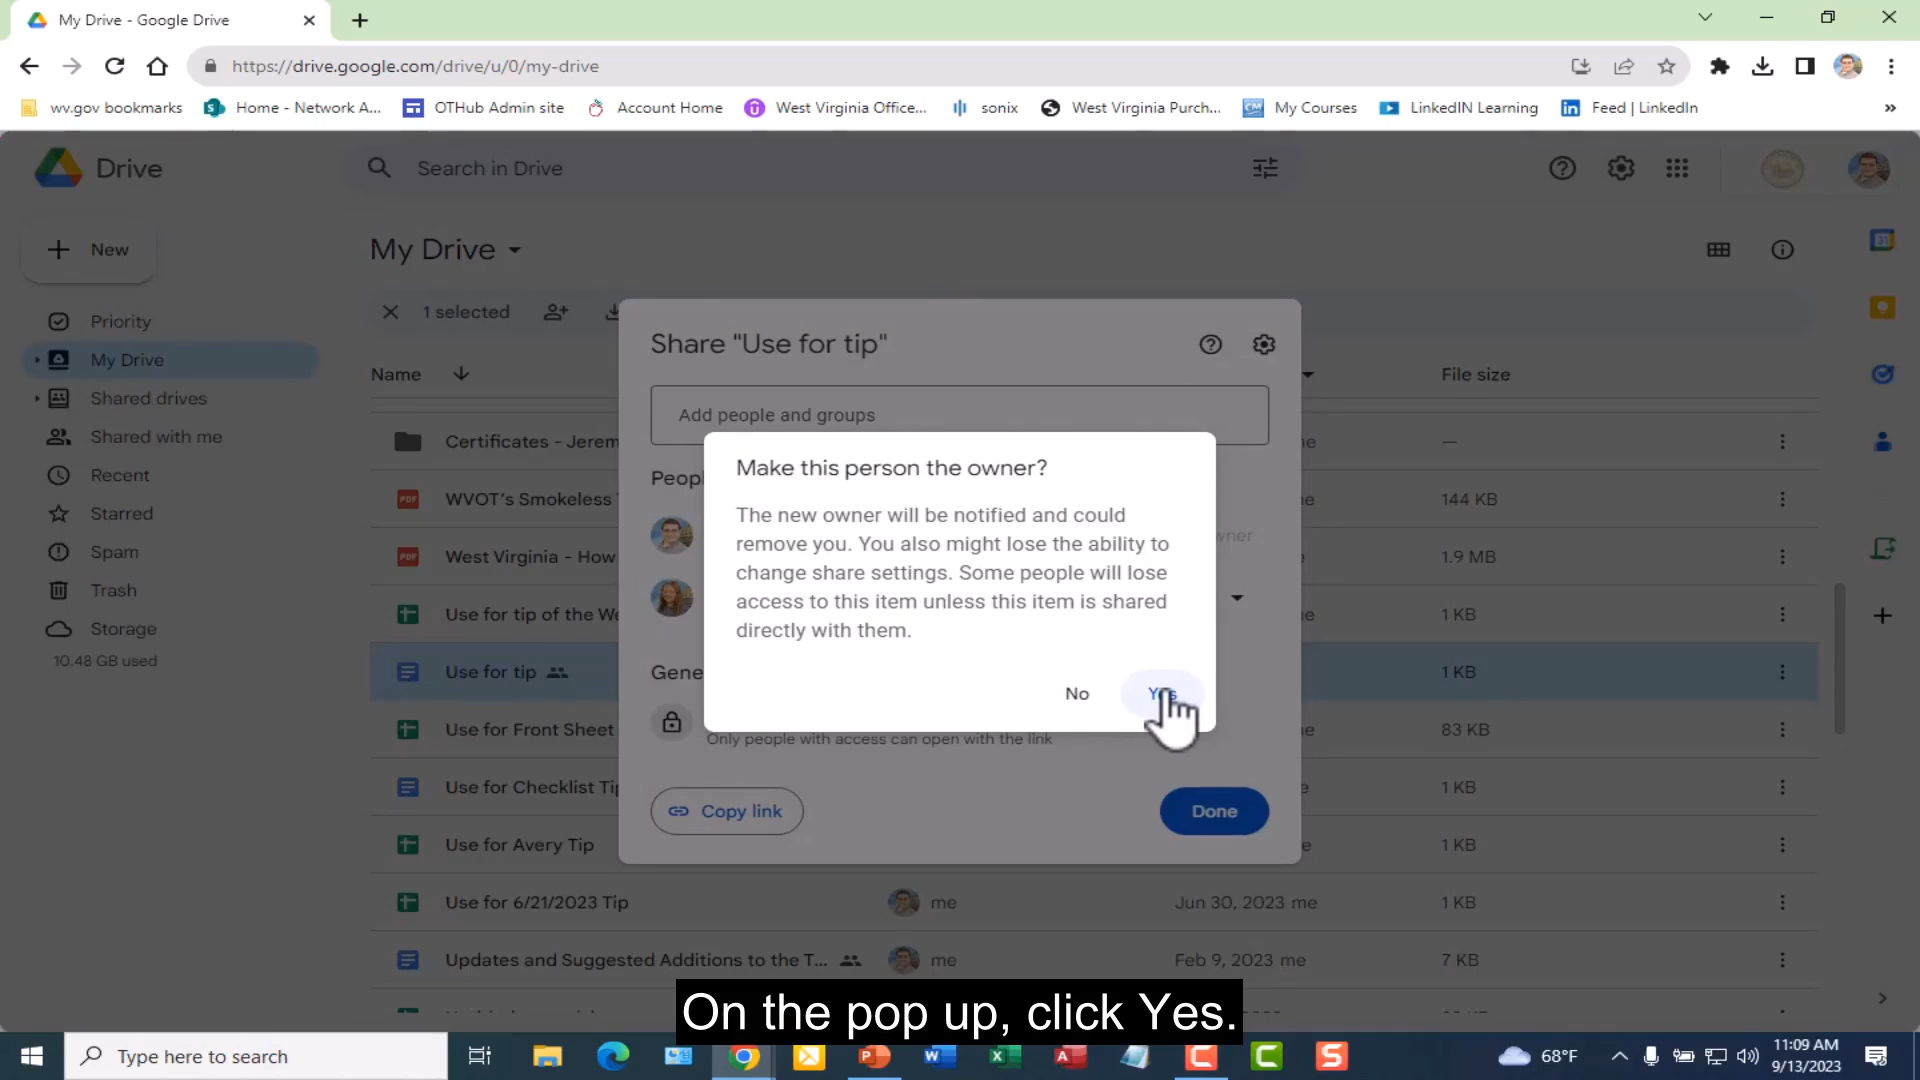 My Drive - Google Drive
https://drive.google.com/drive/u/0/my-drive
wv.gov bookmarks
Home - Network A...
OTHub Admin site
Account Home
West Virginia Office...
sonix
West Virginia Purch...
My Courses
LinkedIN Learning
Feed | LinkedIn
Drive
Search in Drive
New
My Drive
Priority
My Drive
Shared drives
Shared with me
Recent
Starred
Spam
Trash
Storage
10.48 GB used
1 selected
Name
File size
Certificates - Jerem
—
WVOT's Smokeless
144 KB
West Virginia - How
1.9 MB
Use for tip of the We
1 KB
Use for tip
1 KB
Use for Front Sheet
83 KB
Use for Checklist Tip
1 KB
Use for Avery Tip
1 KB
Use for 6/21/2023 Tip
me
Jun 30, 2023 me
1 KB
Updates and Suggested Additions to the T...
me
Feb 9, 2023 me
7 KB
Share "Use for tip"
Add people and groups
Make this person the owner?
The new owner will be notified and could
remove you. You also might lose the ability to
change share settings. Some people will lose
access to this item unless this item is shared
directly with them.
No
Yes
Only people with access can open with the link
Copy link
Done
On the pop up, click Yes.
Type here to search
68°F
11:09 AM
9/13/2023